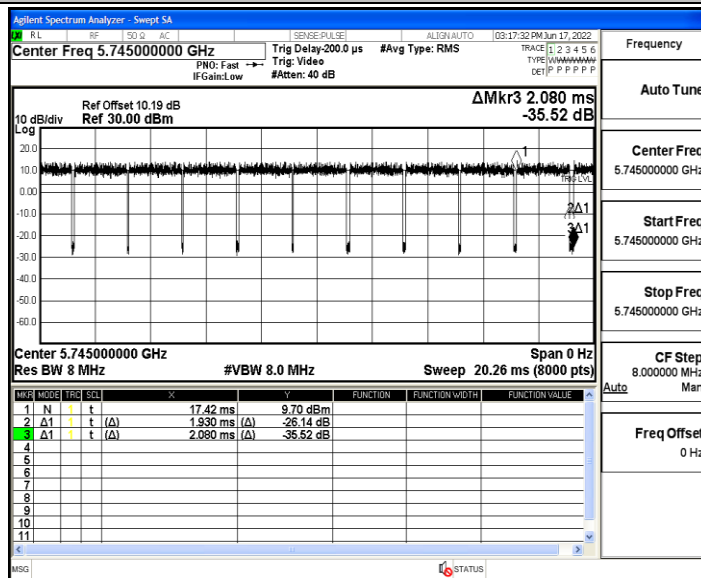 Agilent Spectrum Analyzer - Swept SA
RL RF 50 Ω AC SENSE:PULSE ALIGN AUTO 03:17:32 PM Jun 17, 2022
Center Freq 5.745000000 GHz
PNO: Fast
IFGain:Low
Trig Delay-200.0 µs
Trig: Video
#Atten: 40 dB
#Avg Type: RMS
TRACE 1 2 3 4 5 6
TYPE
DET P P P P P P
Ref Offset 10.19 dB
10 dB/div Ref 30.00 dBm
Log
ΔMkr3 2.080 ms
-35.52 dB
20.0
10.0
0.00
-10.0
-20.0
-30.0
-40.0
-50.0
-60.0
1
TRIG LVL
2Δ1
3Δ1
Center 5.745000000 GHz Span 0 Hz
Res BW 8 MHz #VBW 8.0 MHz Sweep 20.26 ms (8000 pts)
MKR MODE TRC SCL X Y FUNCTION FUNCTION WIDTH FUNCTION VALUE
1 N t 17.42 ms 9.70 dBm
2 Δ1 t (Δ) 1.930 ms (Δ) -26.14 dB
3 Δ1 t (Δ) 2.080 ms (Δ) -35.52 dB
4
5
6
7
8
9
10
11
MSG STATUS
Frequency
Auto Tune
Center Freq
5.745000000 GHz
Start Freq
5.745000000 GHz
Stop Freq
5.745000000 GHz
CF Step
8.000000 MHz
Auto Man
Freq Offset
0 Hz